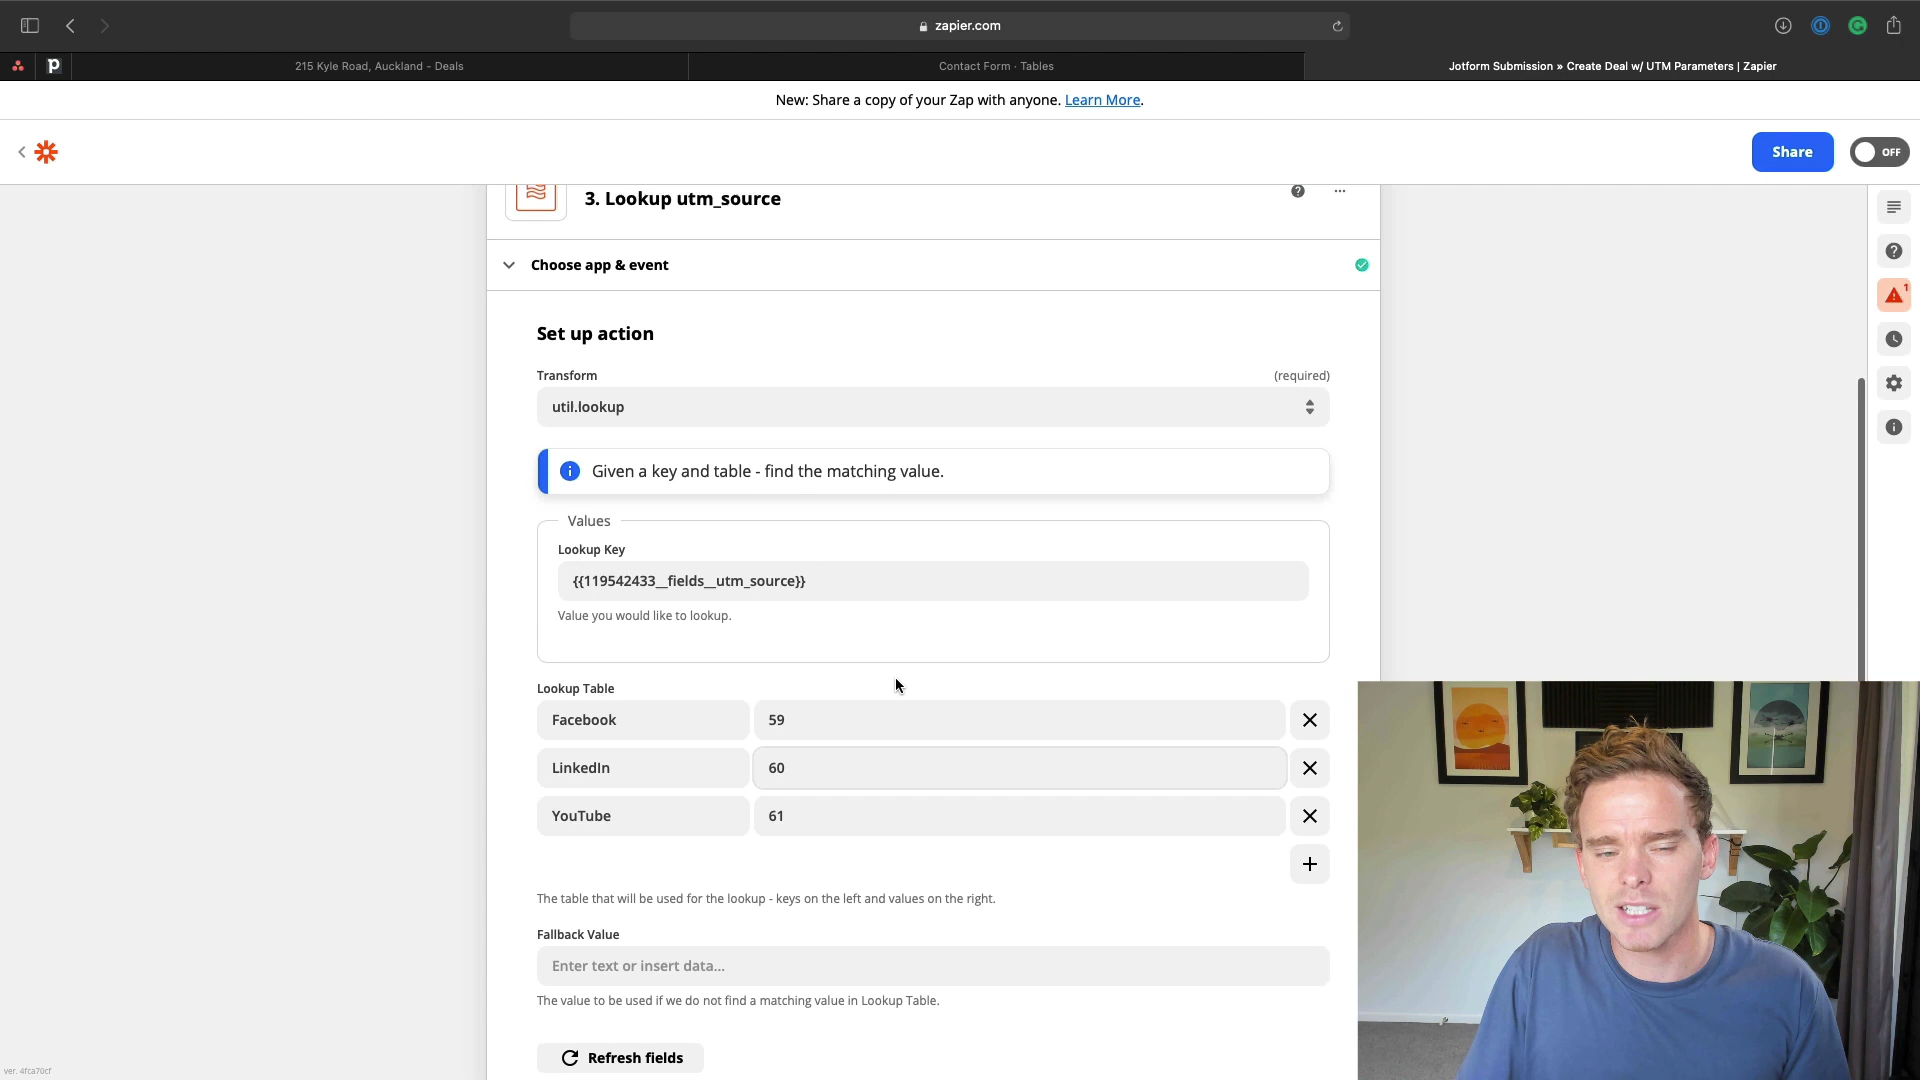 zapier.com
215 Kyle Road, Auckland - Deals
Contact Form · Tables
Jotform Submission » Create Deal w/ UTM Parameters | Zapier
New: Share a copy of your Zap with anyone. Learn More.
Share
OFF
3. Lookup utm_source
Choose app & event
1
Set up action
Transform
(required)
util.lookup
Given a key and table - find the matching value.
Values
Lookup Key
{{119542433__fields__utm_source}}
Value you would like to lookup.
Lookup Table
Facebook
59
LinkedIn
60
YouTube
61
The table that will be used for the lookup - keys on the left and values on the right.
Fallback Value
Enter text or insert data...
The value to be used if we do not find a matching value in Lookup Table.
Refresh fields
ver. 4fca70cf